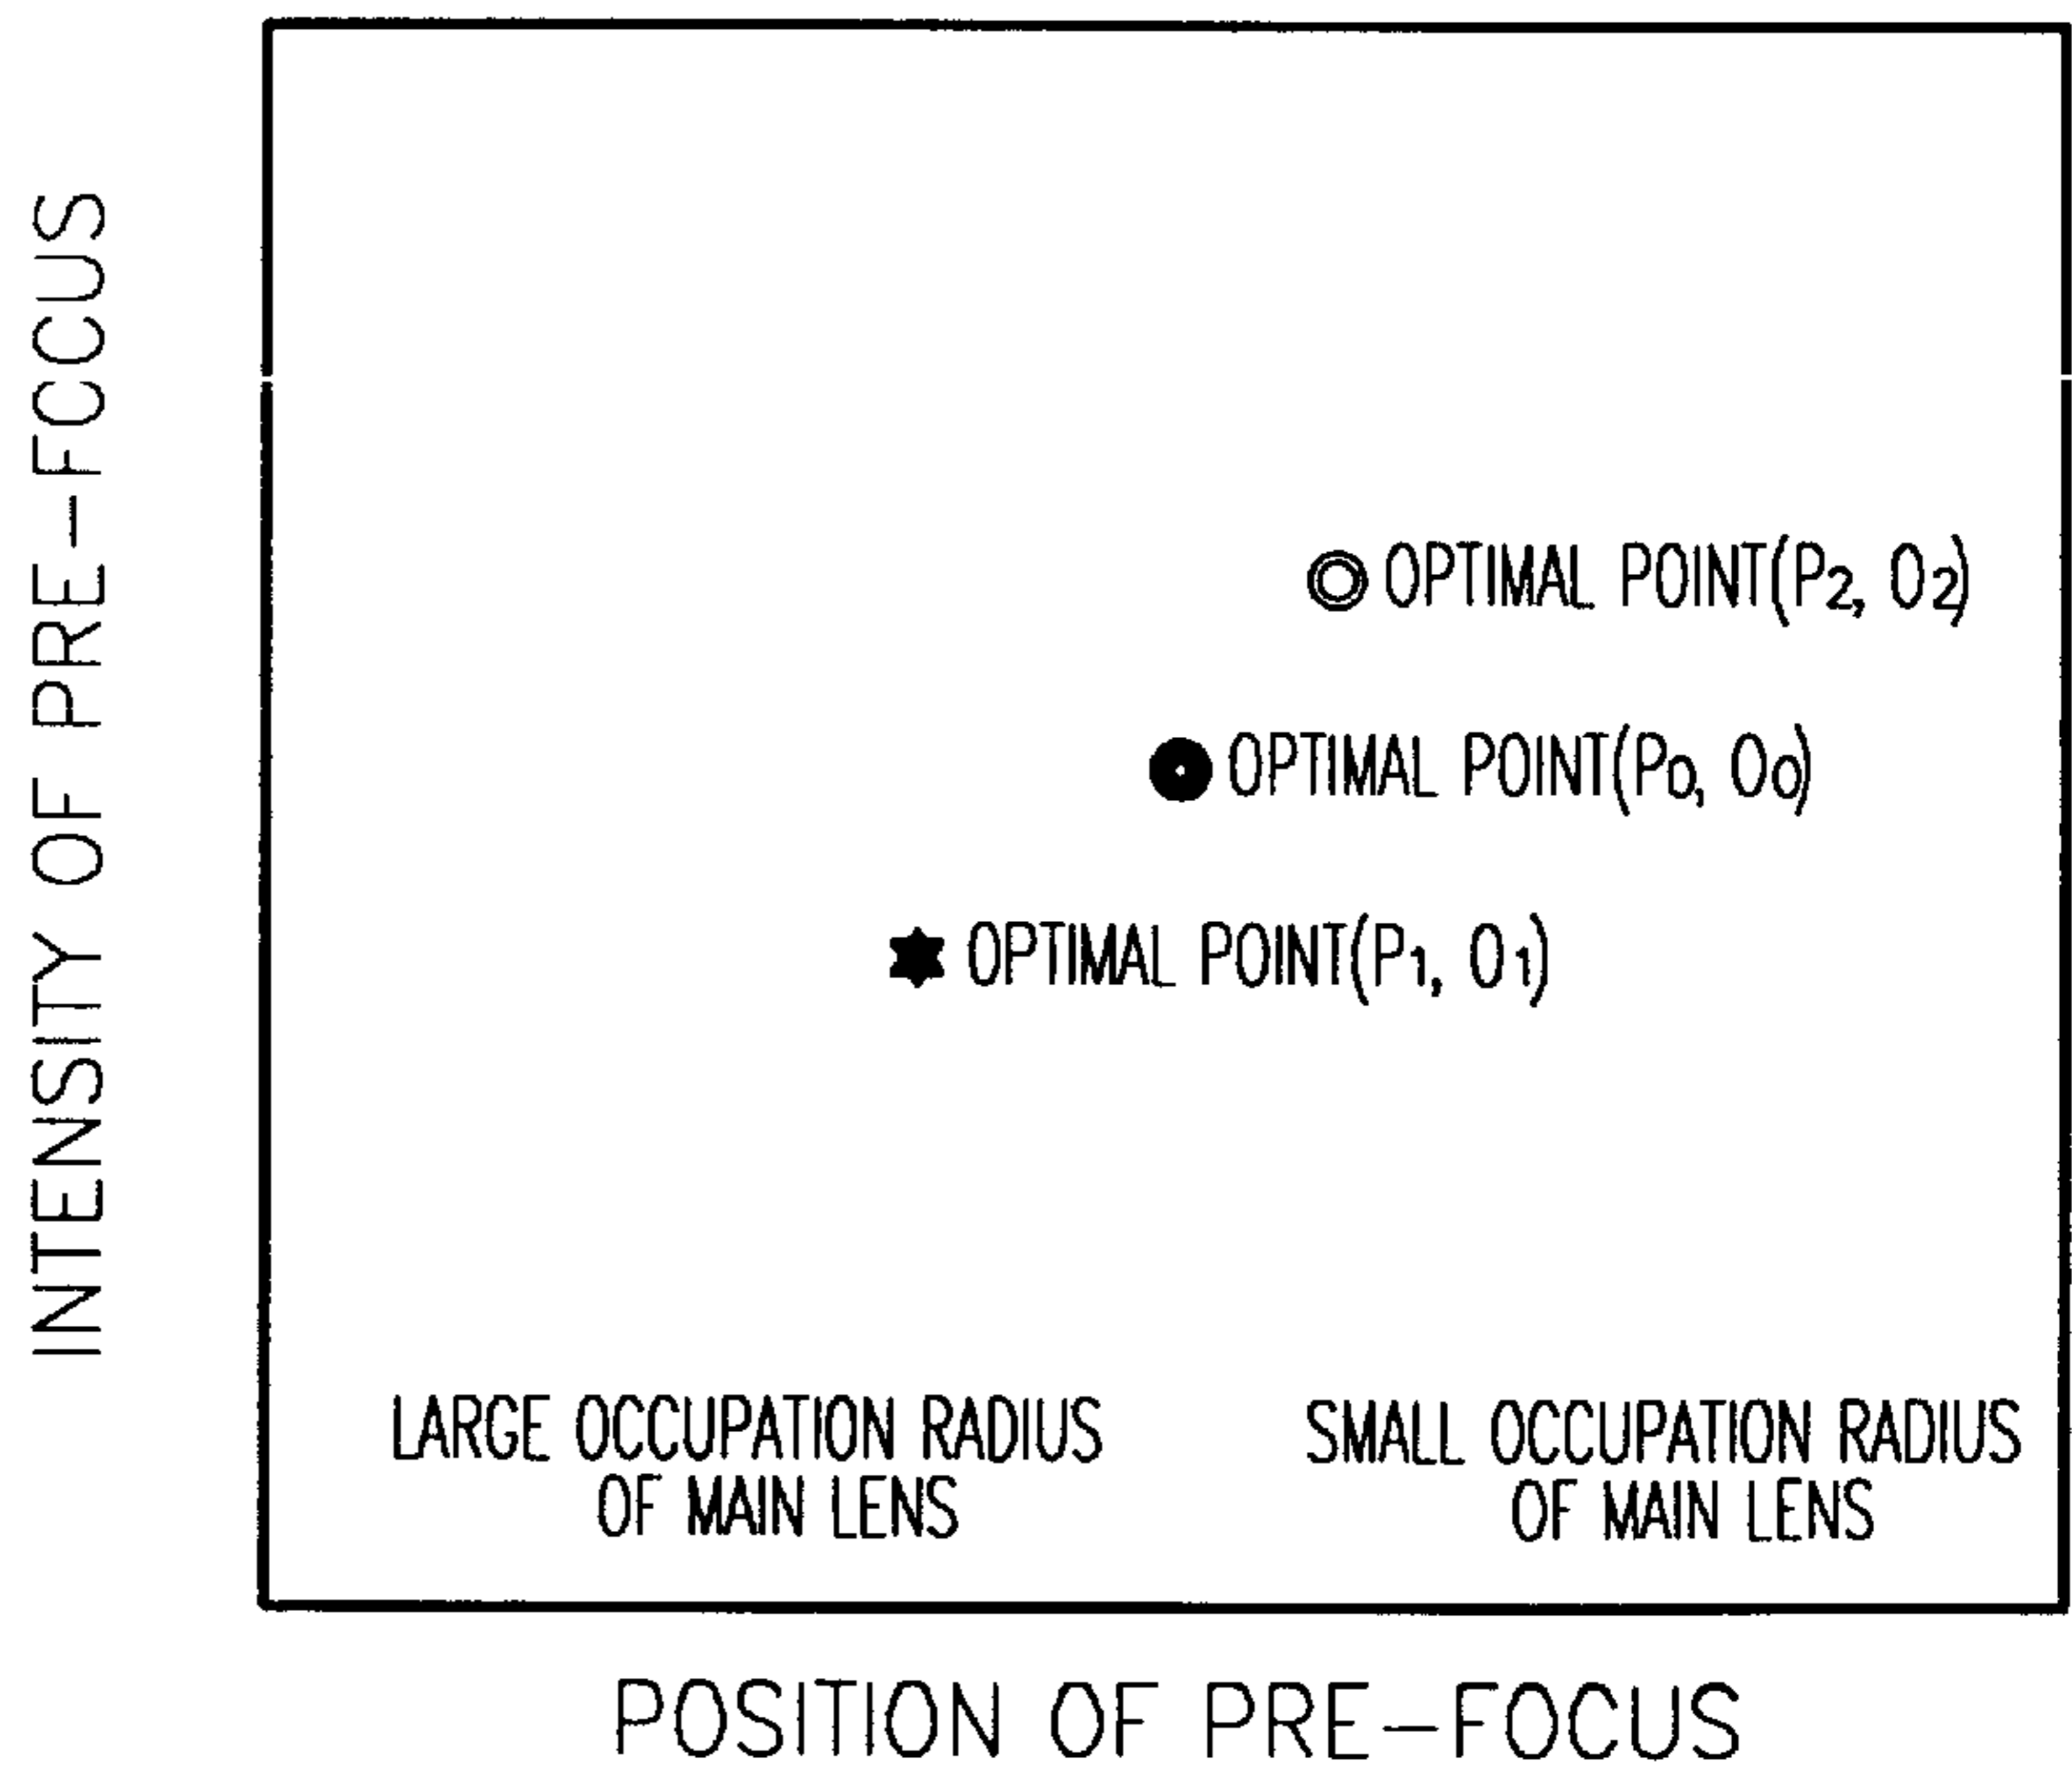 INTENSITY OF PRE-FOCUS
OPTIMAL POINT(P2, O2)
OPTIMAL POINT(P0, O0)
OPTIMAL POINT(P1, O1)
LARGE OCCUPATION RADIUS
OF MAIN LENS
SMALL OCCUPATION RADIUS
OF MAIN LENS
POSITION OF PRE-FOCUS